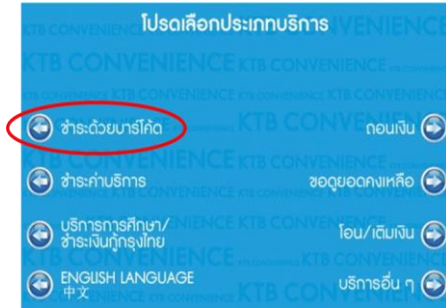 โปรดเลือกประเภทบริการ
KTB CONVENIENCE
ชำระด้วยบาร์โค้ด
ถอนเงิน
ชำระค่าบริการ
ขอดูยอดคงเหลือ
บริการการศึกษา/
ชำระเงินกู้กรุงไทย
โอน/เติมเงิน
ENGLISH LANGUAGE
中文
บริการอื่น ๆ